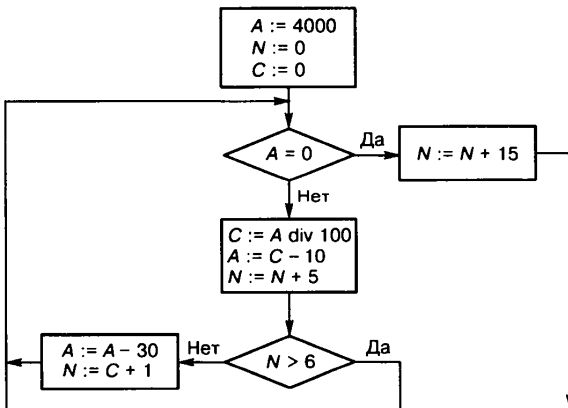 A := 4000
N := 0
C := 0
A = 0
Да
N := N + 15
Нет
C := A div 100
A := C – 10
N := N + 5
A := A – 30
N := C + 1
Нет
N > 6
Да